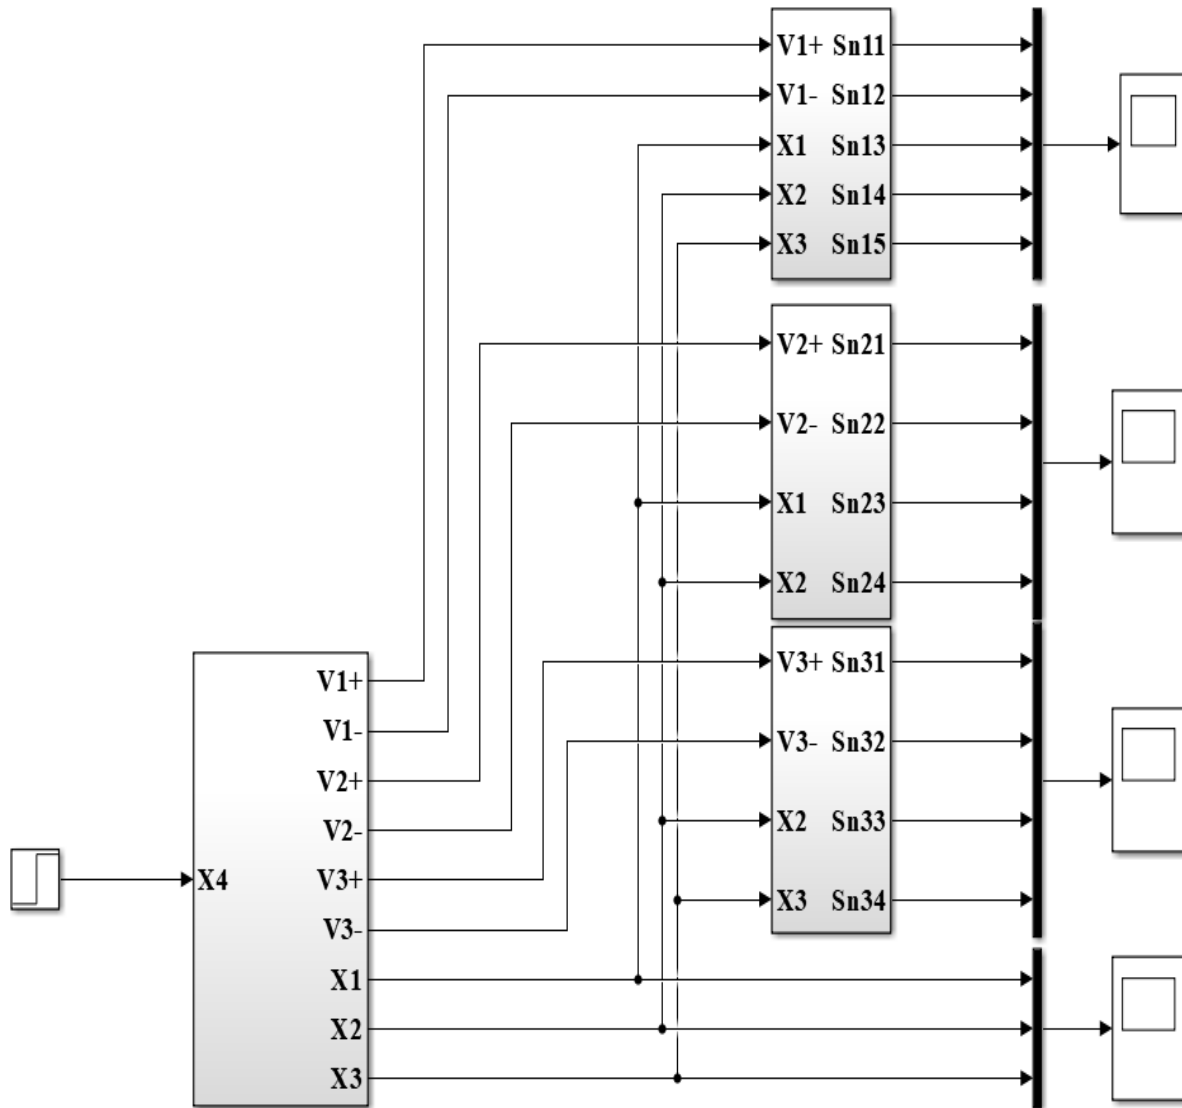 V1+ Sn11
V1- Sn12
X1 Sn13
X2 Sn14
X3 Sn15
V2+ Sn21
V2- Sn22
X1 Sn23
X2 Sn24
V3+ Sn31
V3- Sn32
X2 Sn33
X3 Sn34
V1+
V1-
V2+
V2-
X4 V3+
V3-
X1
X2
X3